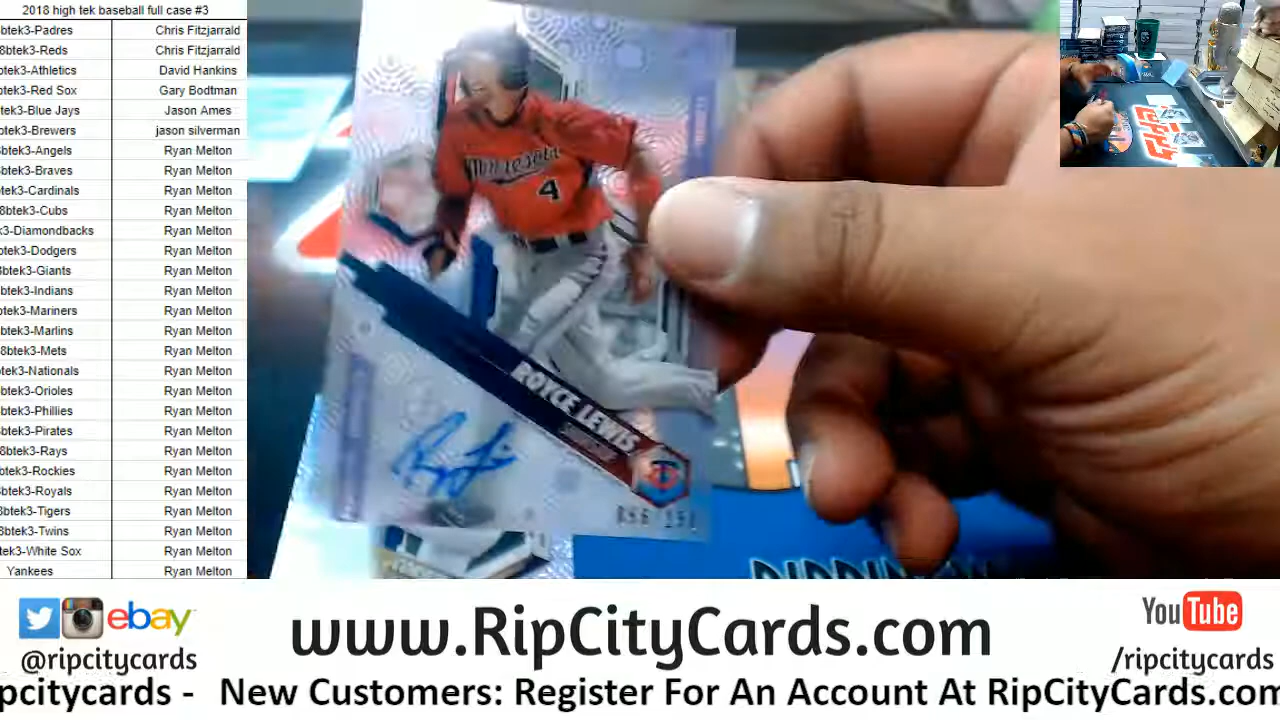 2018 high tek baseball full case #3
btek3-Padres Chris Fitzjarrald
8btek3-Reds Chris Fitzjarrald
btek3-Athletics David Hankins
btek3-Red Sox Gary Bodtman
tek3-Blue Jays Jason Ames
btek3-Brewers jason silverman
btek3-Angels Ryan Melton
btek3-Braves Ryan Melton
tek3-Cardinals Ryan Melton
8btek3-Cubs Ryan Melton
k3-Diamondbacks Ryan Melton
btek3-Dodgers Ryan Melton
btek3-Giants Ryan Melton
btek3-Indians Ryan Melton
btek3-Mariners Ryan Melton
btek3-Marlins Ryan Melton
8btek3-Mets Ryan Melton
tek3-Nationals Ryan Melton
btek3-Orioles Ryan Melton
btek3-Phillies Ryan Melton
btek3-Pirates Ryan Melton
8btek3-Rays Ryan Melton
btek3-Rockies Ryan Melton
btek3-Royals Ryan Melton
btek3-Tigers Ryan Melton
8btek3-Twins Ryan Melton
tek3-White Sox Ryan Melton
Yankees Ryan Melton
Minnesota
4
ROYCE LEWIS
ebay
@ripcitycards
www.RipCityCards.com
YouTube
/ripcitycards
pcitycards - New Customers: Register For An Account At RipCityCards.com